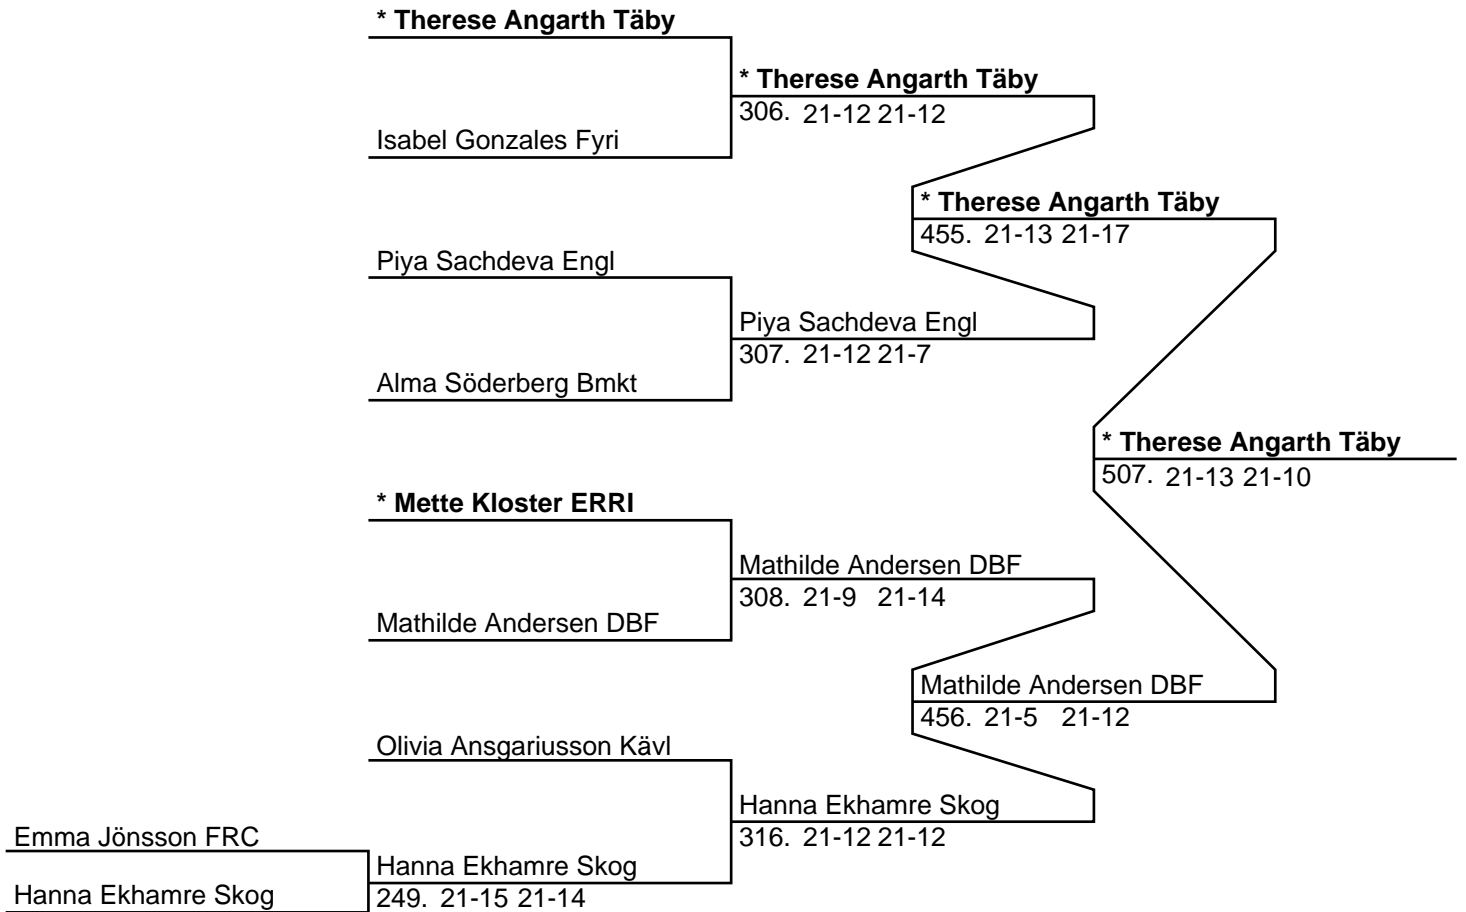 * Therese Angarth Täby
* Therese Angarth Täby
306. 21-12 21-12
Isabel Gonzales Fyri
* Therese Angarth Täby
455. 21-13 21-17
Piya Sachdeva Engl
Piya Sachdeva Engl
307. 21-12 21-7
Alma Söderberg Bmkt
* Therese Angarth Täby
507. 21-13 21-10
* Mette Kloster ERRI
Mathilde Andersen DBF
308. 21-9 21-14
Mathilde Andersen DBF
Mathilde Andersen DBF
456. 21-5 21-12
Olivia Ansgariusson Kävl
Hanna Ekhamre Skog
316. 21-12 21-12
Emma Jönsson FRC
Hanna Ekhamre Skog
249. 21-15 21-14
Hanna Ekhamre Skog